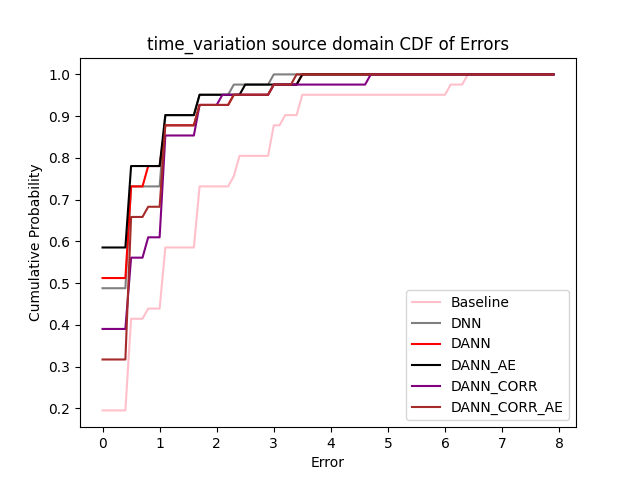 time_variation source domain CDF of Errors
Cumulative Probability
1.0
0.9
0.8
0.7
0.6
0.5
0.4
0.3
0.2
0 1 2 3 4 5 6 7 8
Error
Baseline
DNN
DANN
DANN_AE
DANN_CORR
DANN_CORR_AE